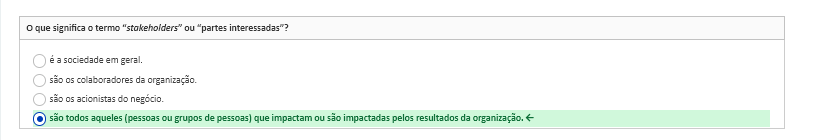 O que significa o termo "stakeholders" ou "partes interessadas"?
é a sociedade em geral.
são os colaboradores da organização.
são os acionistas do negócio.
são todos aqueles (pessoas ou grupos de pessoas) que impactam ou são impactadas pelos resultados da organização. ←